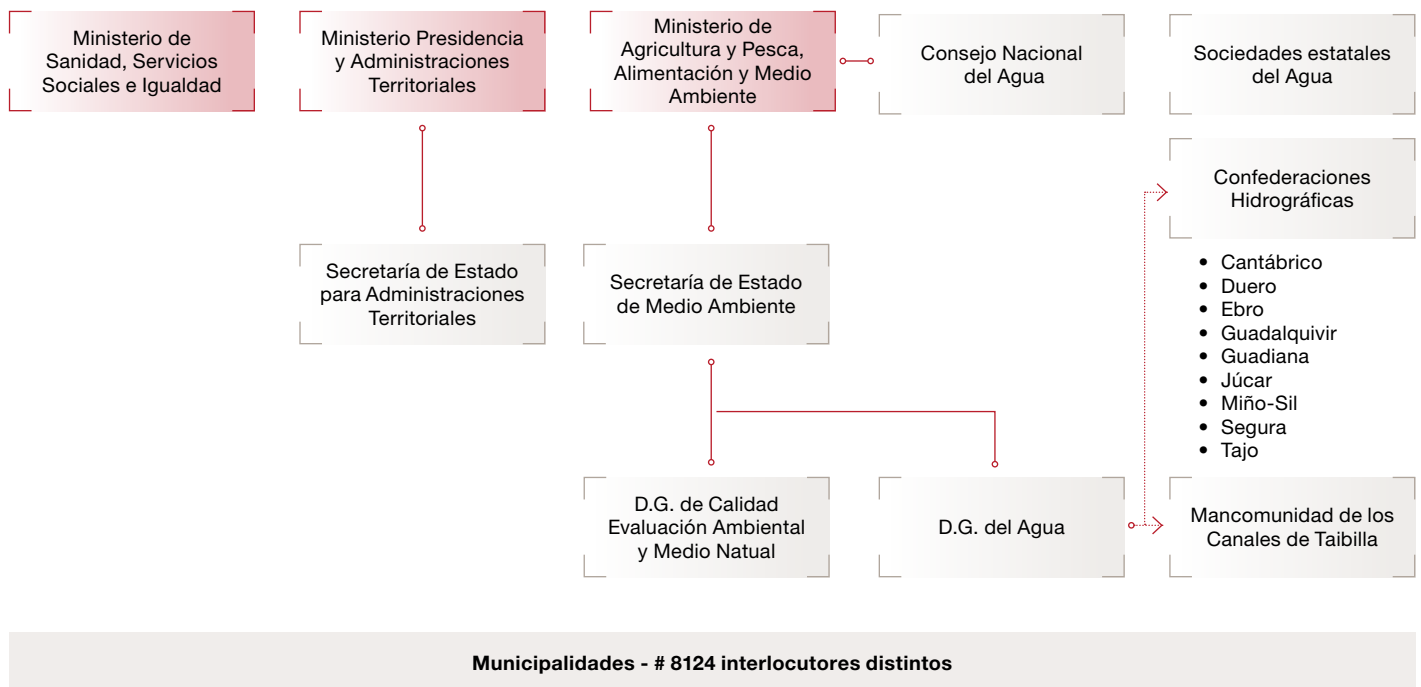 Ministerio de
Sanidad, Servicios
Sociales e Igualdad
Ministerio Presidencia
y Administraciones
Territoriales
Ministerio de
Agricultura y Pesca,
Alimentación y Medio
Ambiente
Consejo Nacional
del Agua
Sociedades estatales
del Agua
Confederaciones
Hidrográficas
• Cantábrico
• Duero
• Ebro
• Guadalquivir
• Guadiana
• Júcar
• Miño-Sil
• Segura
• Tajo
Secretaría de Estado
para Administraciones
Territoriales
Secretaría de Estado
de Medio Ambiente
D.G. de Calidad
Evaluación Ambiental
y Medio Natual
D.G. del Agua
Mancomunidad de los
Canales de Taibilla
Municipalidades - # 8124 interlocutores distintos